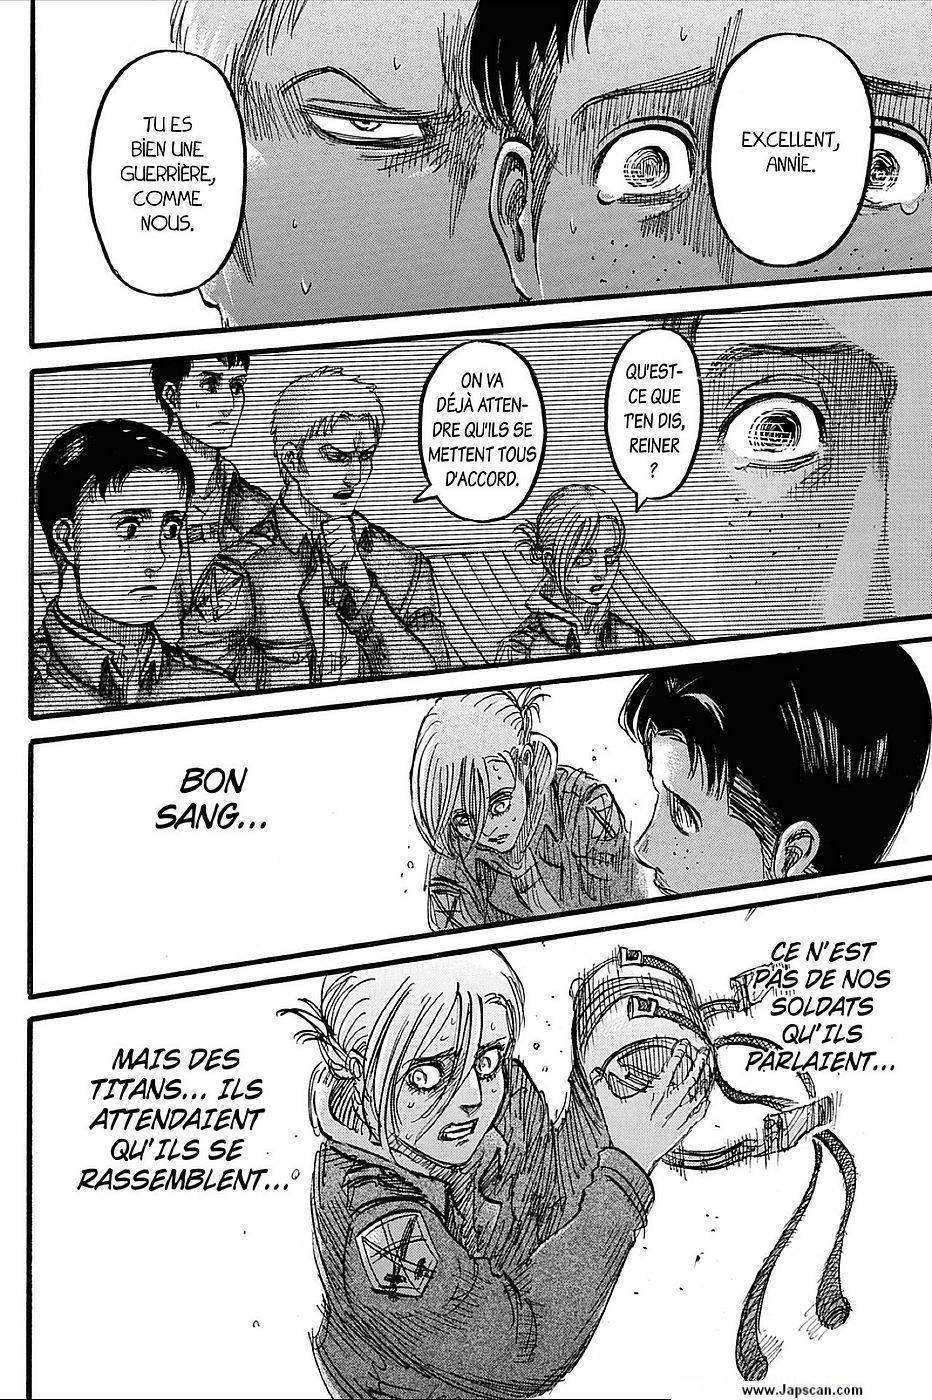 EXCELLENT,
ANNIE.
TU ES
BIEN UNE
GUERRIÈRE,
COMME
NOUS.
QU'EST-
CE QUE
T'EN DIS,
REINER
?
ON VA
DÉJÀ ATTEN-
DRE QU'ILS SE
METTENT TOUS
D'ACCORD.
BON
SANG...
CE N'EST
PAS DE NOS
SOLDATS
QU'ILS
PARLAIENT...
MAIS DES
TITANS... ILS
ATTENDAIENT
QU'ILS SE
RASSEMBLENT...
www.Japscan.com